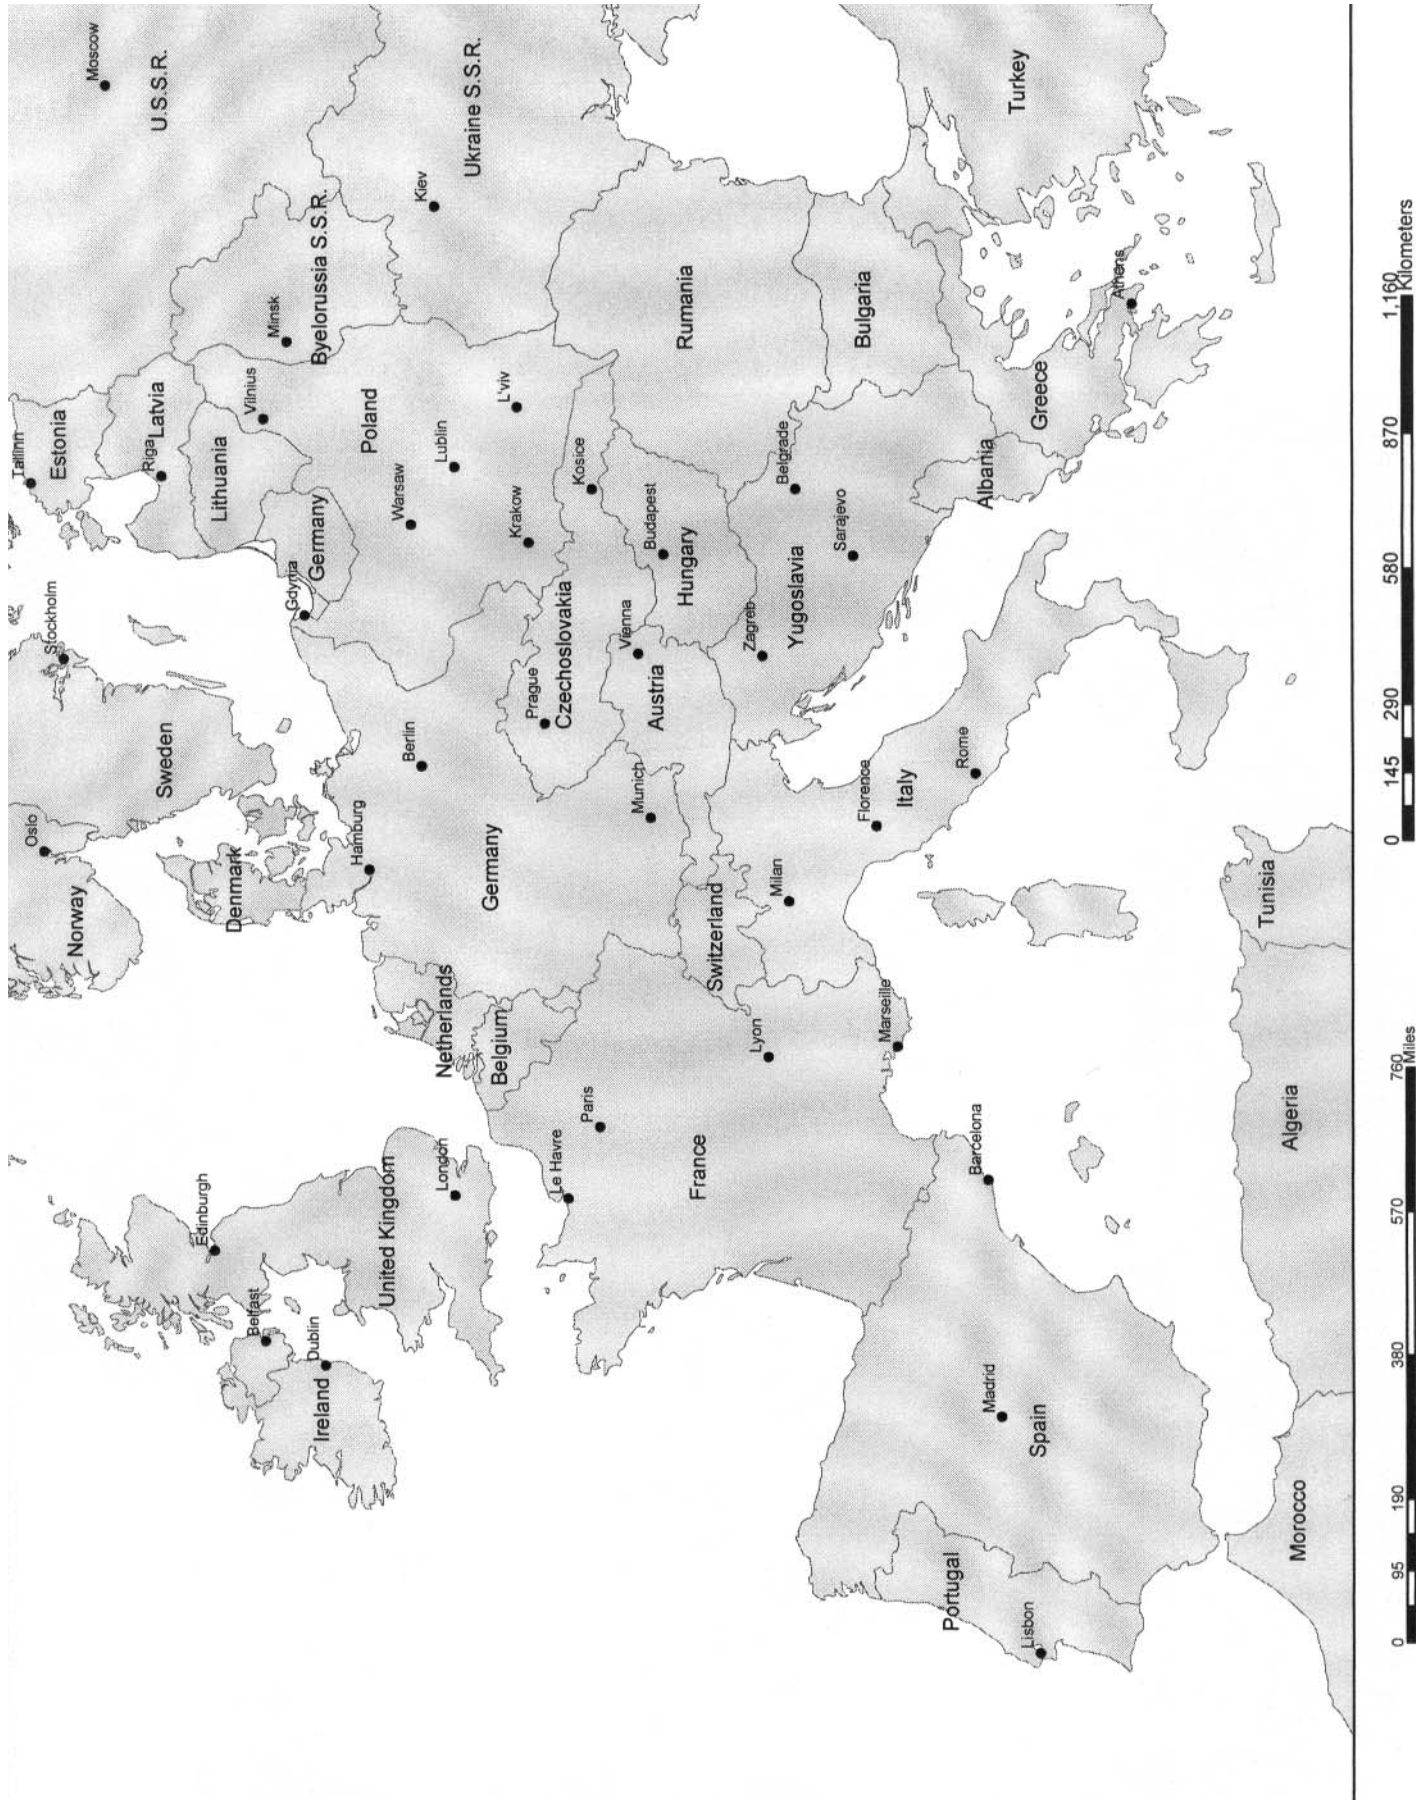 Oslo
Norway
Stockholm
Sweden
Tallinn
Estonia
Moscow
U.S.S.R.
Riga
Latvia
Lithuania
Vilnius
Minsk
Byelorussia S.S.R.
Edinburgh
Belfast
Dublin
Ireland
United Kingdom
London
Denmark
Hamburg
Gdynia
Germany
Poland
Warsaw
Lublin
Kiev
Ukraine S.S.R.
Netherlands
Belgium
Germany
Berlin
Krakow
L'viv
Le Havre
Paris
France
Prague
Czechoslovakia
Kosice
Munich
Vienna
Austria
Budapest
Hungary
Rumania
Switzerland
Lyon
Milan
Zagreb
Yugoslavia
Belgrade
Sarajevo
Bulgaria
Marseille
Florence
Italy
Rome
Albania
Greece
Athens
Turkey
Barcelona
Madrid
Spain
Portugal
Lisbon
Morocco
Algeria
Tunisia
0 95 190 380 570 760
Miles
0 145 290 580 870 1,160
Kilometers